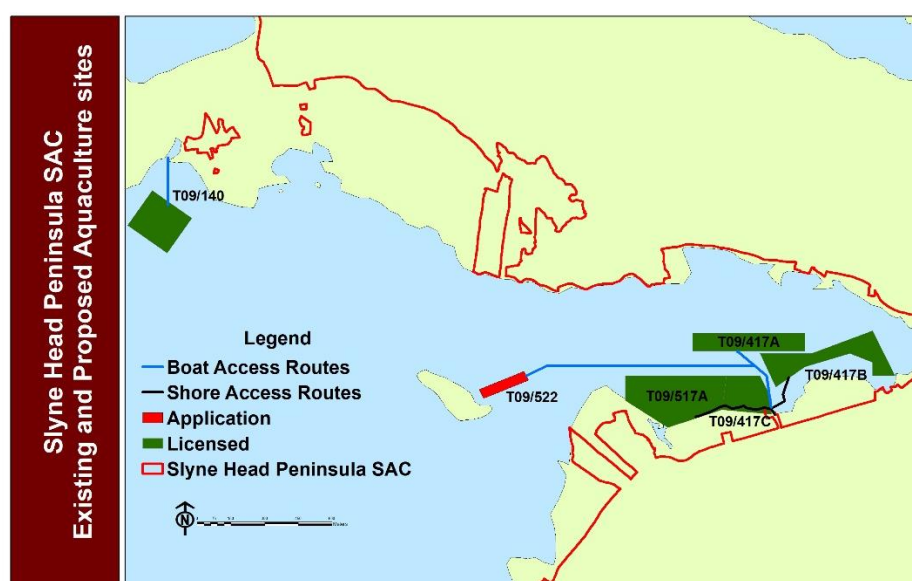 Slyne Head Peninsula SAC
Existing and Proposed Aquaculture sites
T09/140
Legend
Boat Access Routes
Shore Access Routes
Application
Licensed
Slyne Head Peninsula SAC
T09/417A
T09/417B
T09/522
T09/517A
T09/417C
N